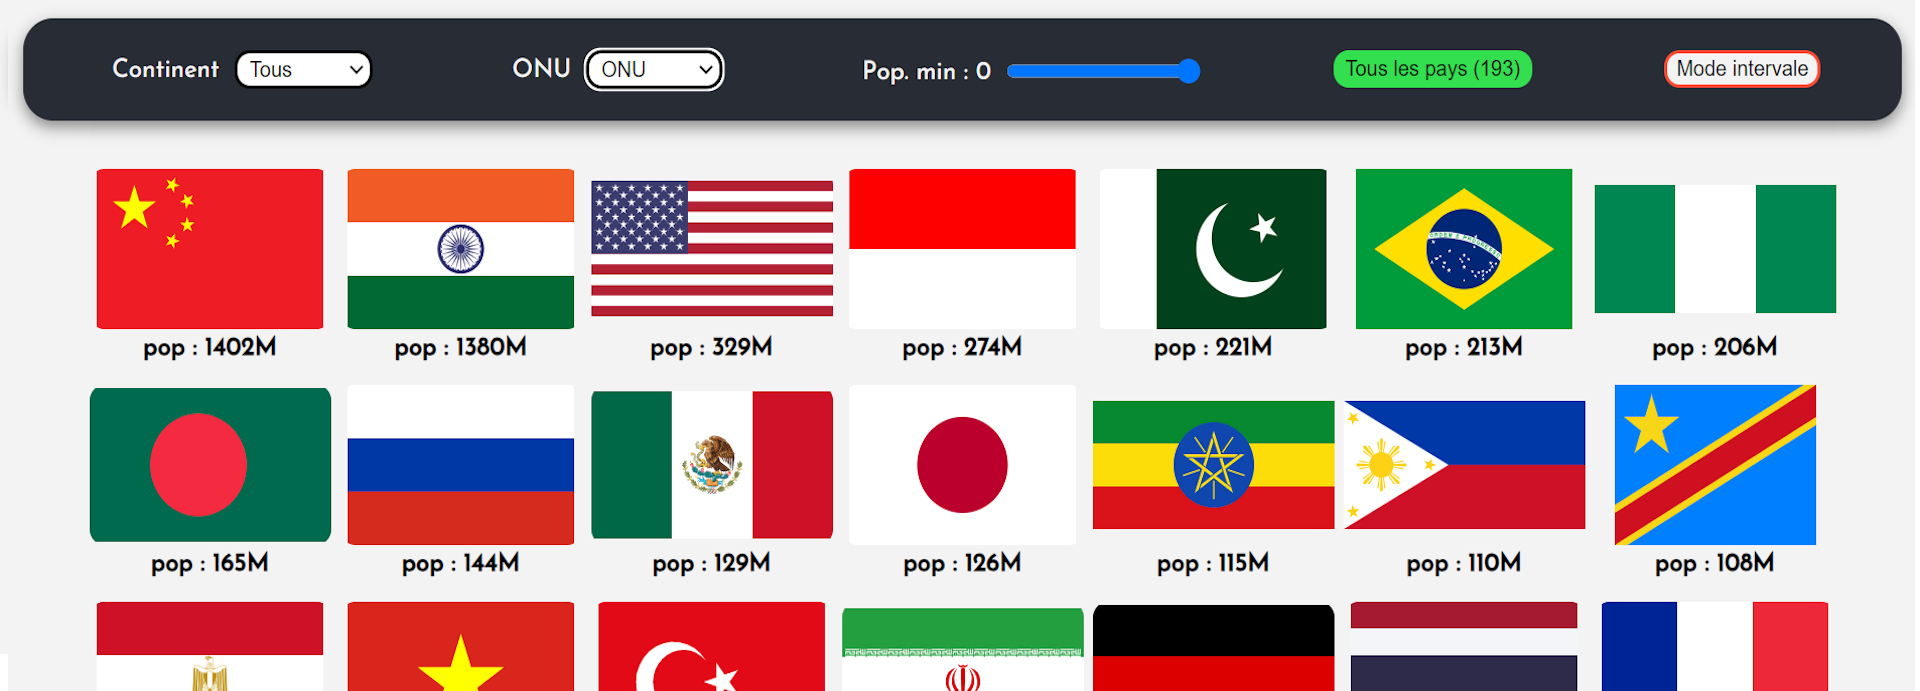 Continent Tous ONU ONU Pop. min : 0 Tous les pays (193) Mode intervale
pop : 1402M pop : 1380M pop : 329M pop : 274M pop : 221M pop : 213M pop : 206M
pop : 165M pop : 144M pop : 129M pop : 126M pop : 115M pop : 110M pop : 108M